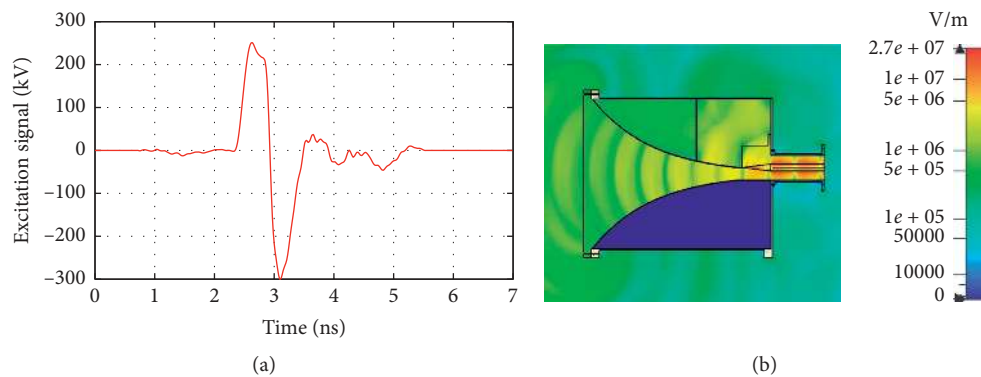 300
200
100
0
−100
−200
−300
Excitation signal (kV)
0 1 2 3 4 5 6 7
Time (ns)
(a)
V/m
2.7e + 07
1e + 07
5e + 06
1e + 06
5e + 05
1e + 05
50000
10000
0
(b)